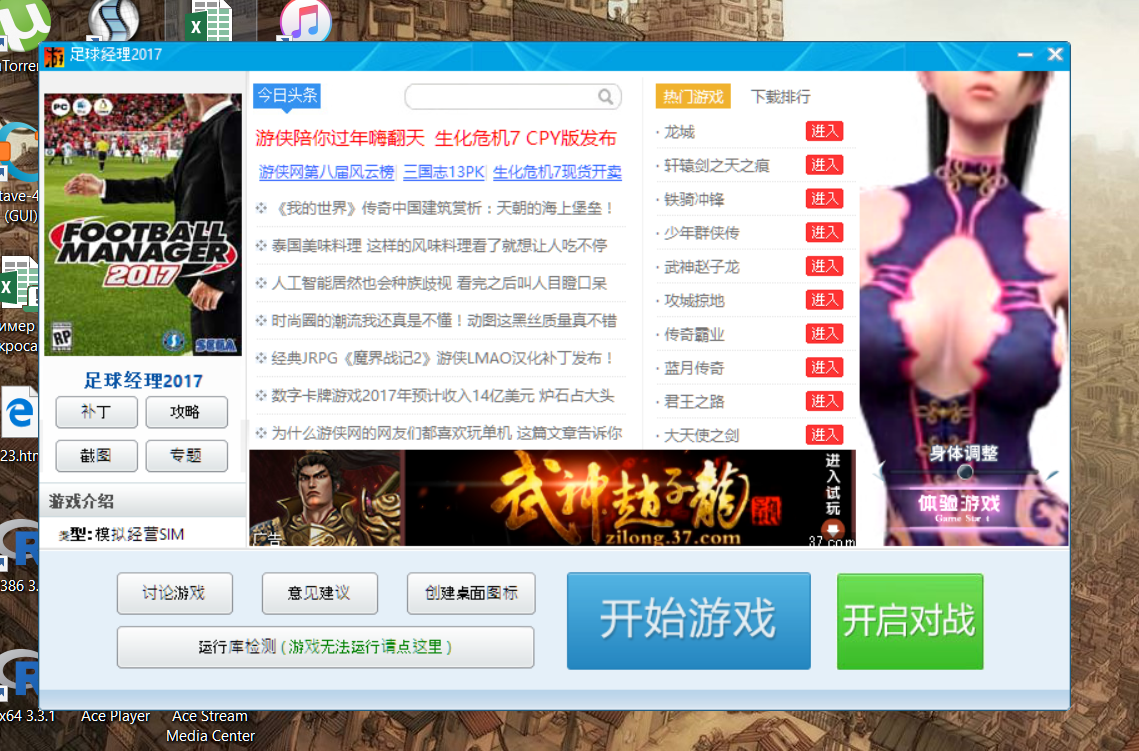 µTorrent
足球经理2017
PC
FOOTBALL
MANAGER
2017
RP
SEGA
足球经理2017
补丁
攻略
截图
专题
游戏介绍
类型:模拟经营SIM
今日头条
游侠陪你过年嗨翻天 生化危机7 CPY版发布
游侠网第八届风云榜 三国志13PK 生化危机7现货开卖
《我的世界》传奇中国建筑赏析：天朝的海上堡垒！
泰国美味料理 这样的风味料理看了就想让人吃不停
人工智能居然也会种族歧视 看完之后叫人目瞪口呆
时尚圈的潮流我还真是不懂！动图这黑丝质量真不错
经典JRPG《魔界战记2》游侠LMAO汉化补丁发布！
数字卡牌游戏2017年预计收入14亿美元 炉石占大头
为什么游侠网的网友们都喜欢玩单机 这篇文章告诉你
热门游戏 下载排行
龙城 进入
轩辕剑之天之痕 进入
铁骑冲锋 进入
少年群侠传 进入
武神赵子龙 进入
攻城掠地 进入
传奇霸业 进入
蓝月传奇 进入
君王之路 进入
大天使之剑 进入
广告
武神趙子龍
zilong.37.com
进入试玩
37.com
身体调整
体验游戏
Game Start
讨论游戏
意见建议
创建桌面图标
运行库检测(游戏无法运行请点这里)
开始游戏
开启对战
tave-4
(GUI)
имер
кроса
23.htm
386 3.
x64 3.3.1
Ace Player
Ace Stream
Media Center